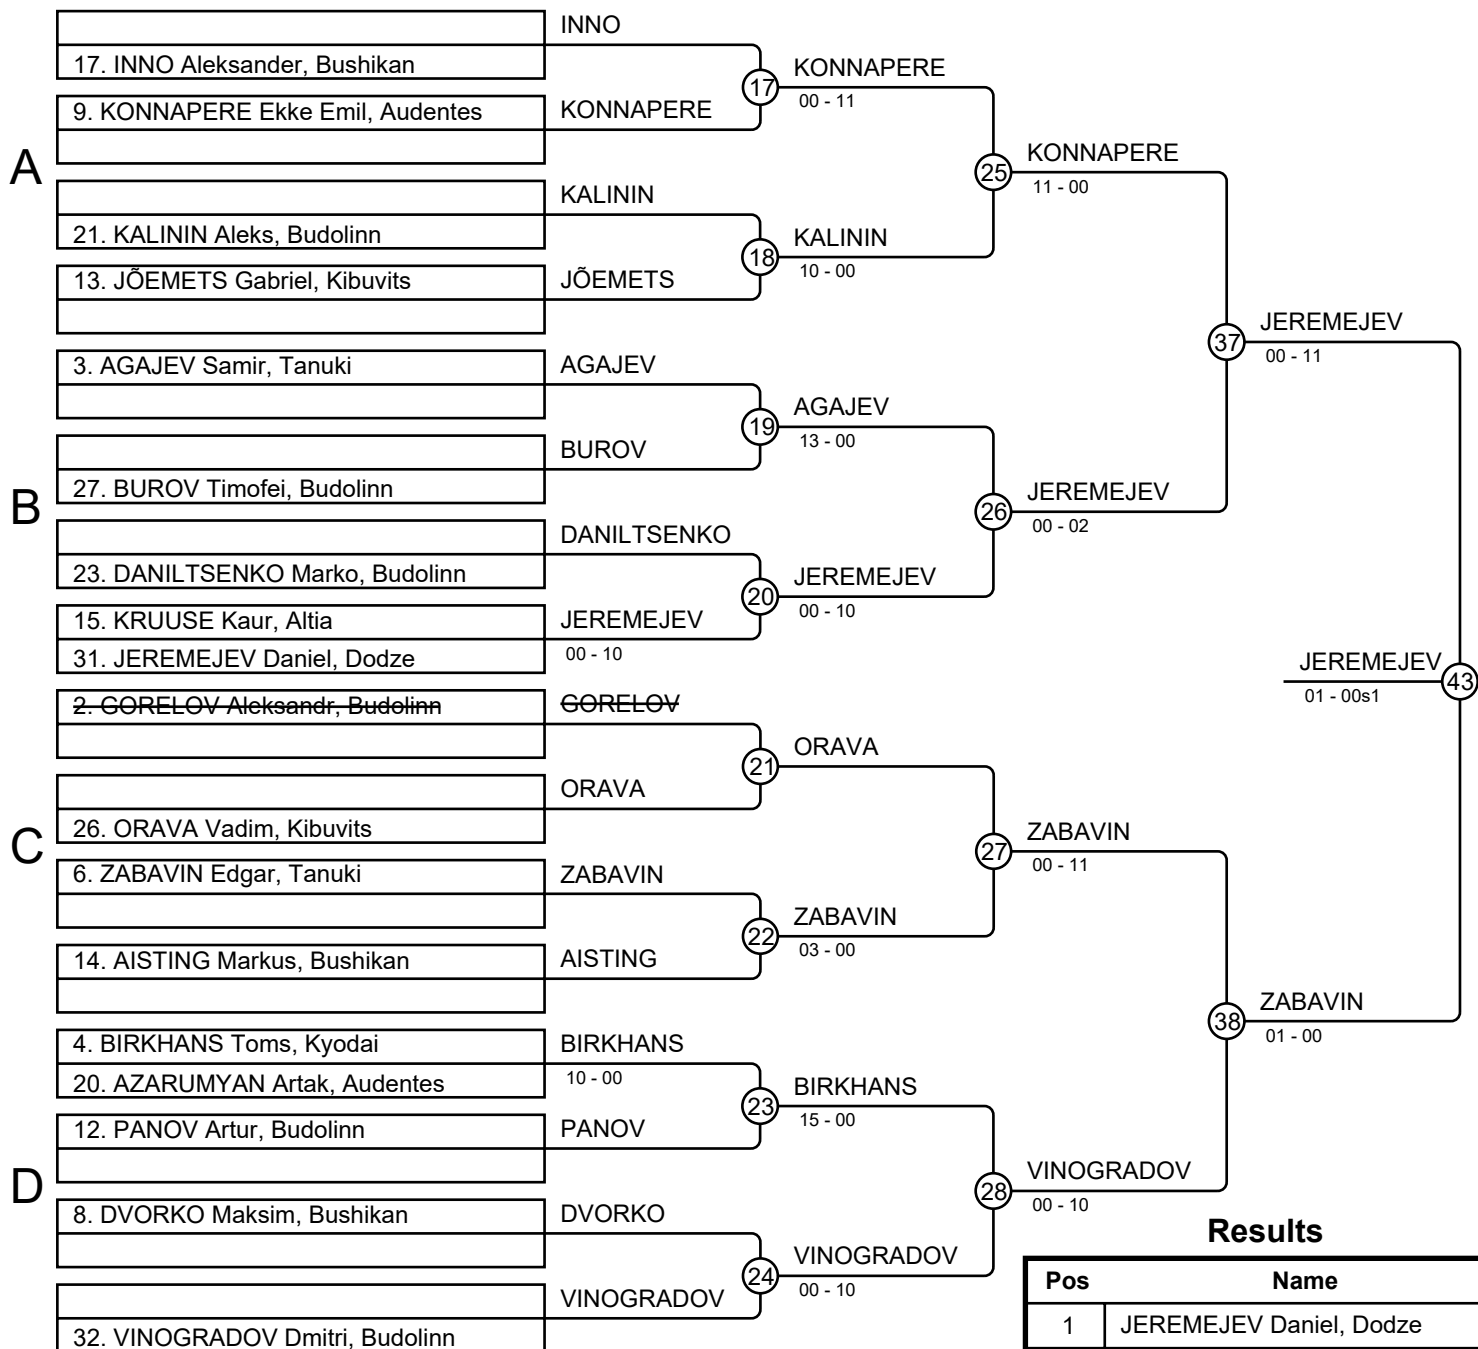 INNO
17. INNO Aleksander, Bushikan
KONNAPERE
17
00 - 11
9. KONNAPERE Ekke Emil, Audentes
KONNAPERE
A
KONNAPERE
25
11 - 00
KALININ
21. KALININ Aleks, Budolinn
KALININ
18
10 - 00
13. JÕEMETS Gabriel, Kibuvits
JÕEMETS
JEREMEJEV
37
00 - 11
3. AGAJEV Samir, Tanuki
AGAJEV
AGAJEV
19
13 - 00
BUROV
27. BUROV Timofei, Budolinn
B
JEREMEJEV
26
00 - 02
DANILTSENKO
23. DANILTSENKO Marko, Budolinn
JEREMEJEV
20
00 - 10
15. KRUUSE Kaur, Altia
JEREMEJEV
31. JEREMEJEV Daniel, Dodze
00 - 10
JEREMEJEV
43
01 - 00s1
2. GORELOV Aleksandr, Budolinn
GORELOV
ORAVA
21
ORAVA
26. ORAVA Vadim, Kibuvits
C
ZABAVIN
27
00 - 11
6. ZABAVIN Edgar, Tanuki
ZABAVIN
ZABAVIN
22
03 - 00
14. AISTING Markus, Bushikan
AISTING
ZABAVIN
38
01 - 00
4. BIRKHANS Toms, Kyodai
BIRKHANS
20. AZARUMYAN Artak, Audentes
10 - 00
BIRKHANS
23
15 - 00
12. PANOV Artur, Budolinn
PANOV
D
VINOGRADOV
28
00 - 10
8. DVORKO Maksim, Bushikan
DVORKO
VINOGRADOV
24
00 - 10
VINOGRADOV
32. VINOGRADOV Dmitri, Budolinn
Results
Pos Name
1 JEREMEJEV Daniel, Dodze